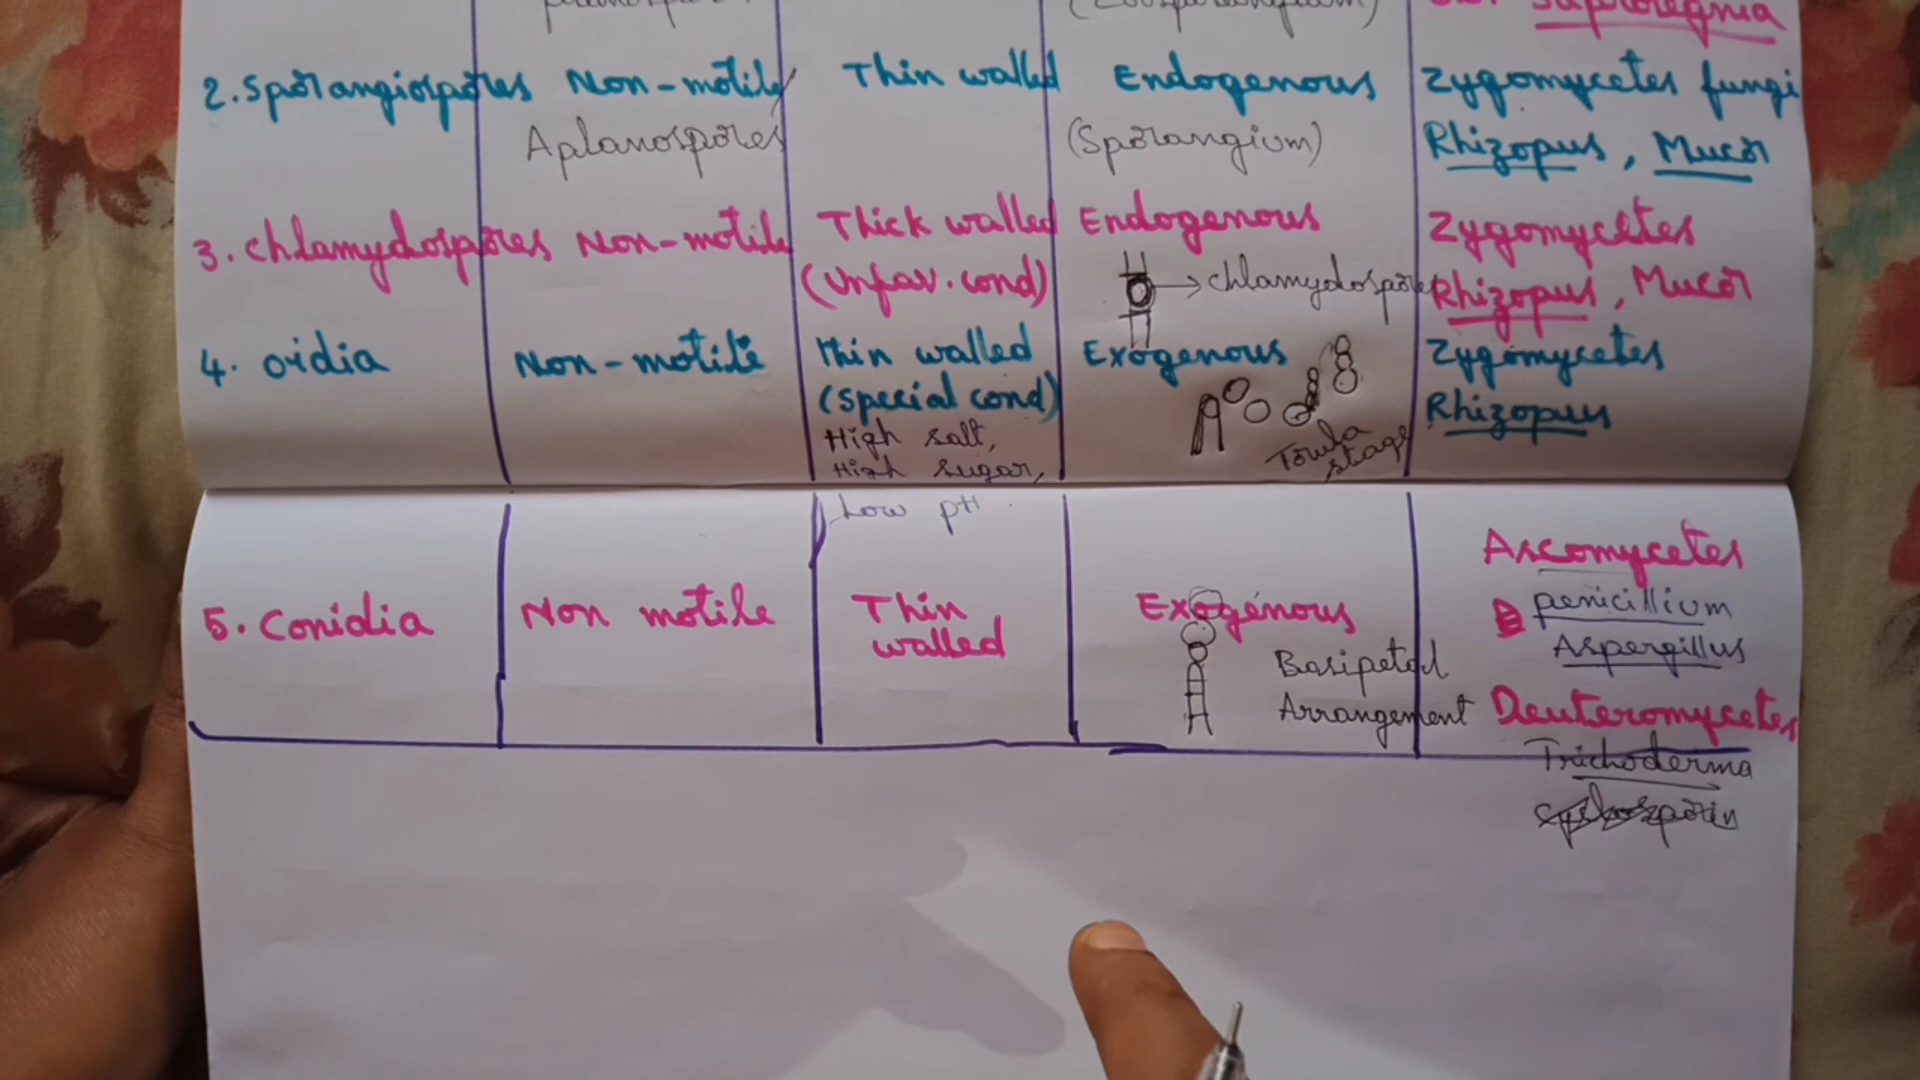 Saprolegnia
2. Sporangiospores Non-motile Thin walled Endogenous Zygomycetes fungi
Aplanospores (Sporangium) Rhizopus, Mucor
3. Chlamydospores Non-motile Thick walled Endogenous Zygomycetes
(Unfav. cond) → chlamydospore Rhizopus, Mucor
4. oidia Non-motile Thin walled Exogenous Zygomycetes
(special cond) Rhizopus
High salt, Torula
High sugar, stage
Low pH
Ascomycetes
5. Conidia Non motile Thin Exogenous penicillium
walled Basipetal Aspergillus
Arrangement Deuteromycetes
Trichoderma